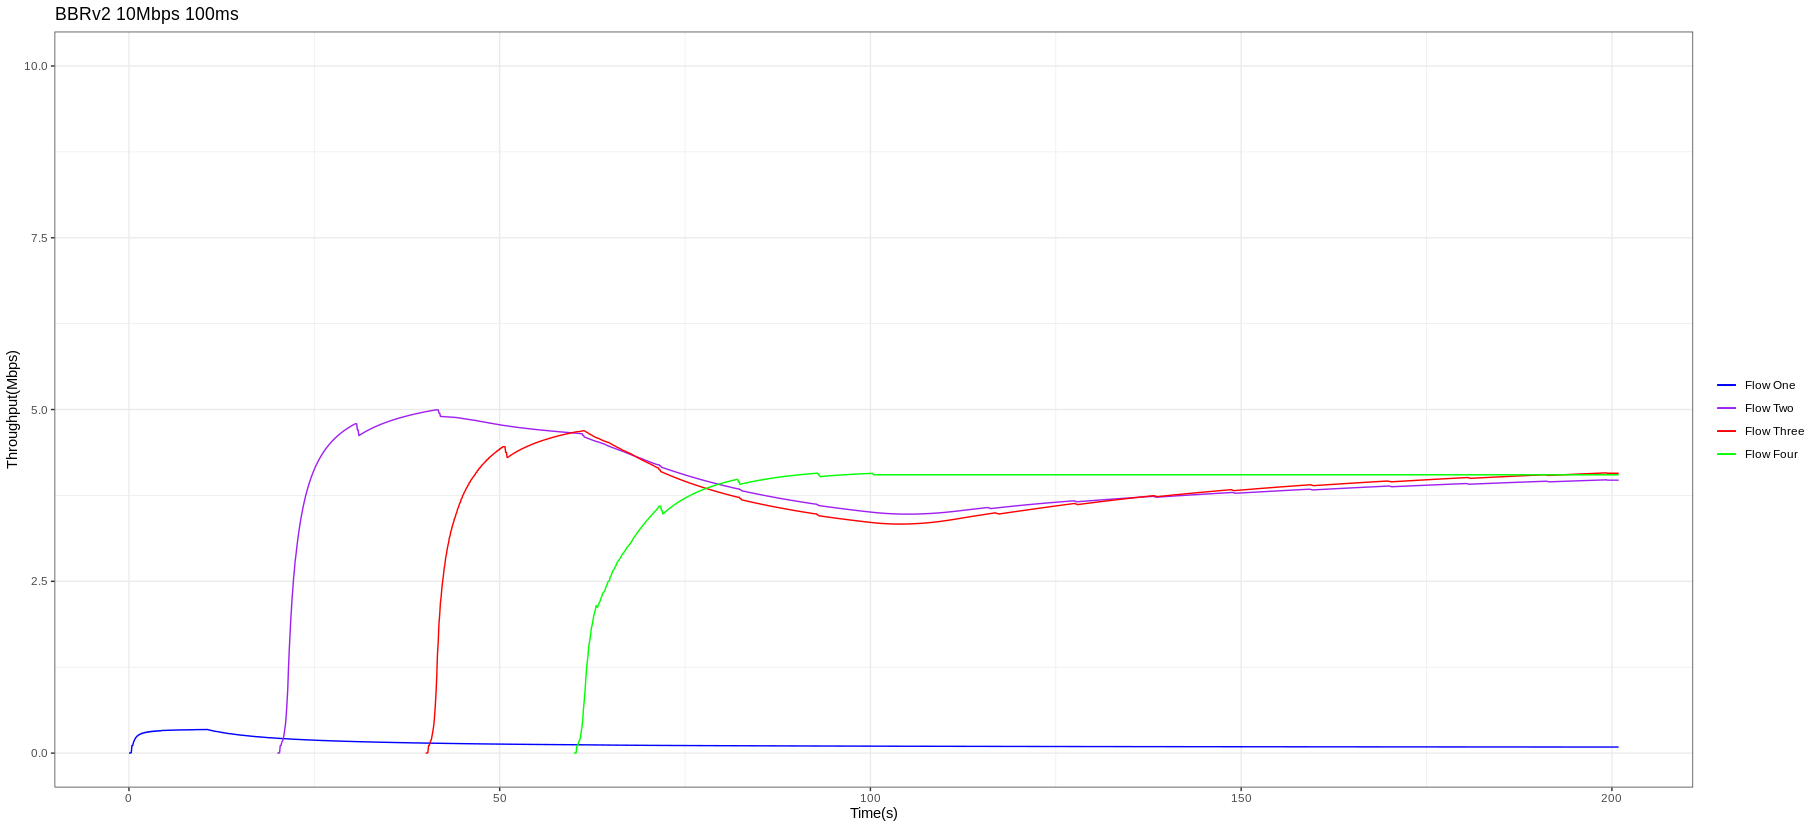 BBRv2 10Mbps 100ms
Throughput(Mbps)
10.0
7.5
5.0
2.5
0.0
0 50 100 150 200
Time(s)
Flow One
Flow Two
Flow Three
Flow Four